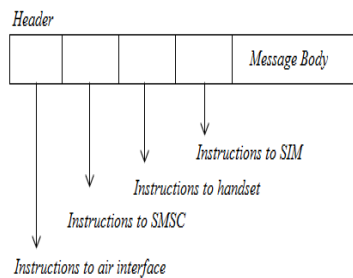 Header
Message Body
Instructions to SIM
Instructions to handset
Instructions to SMSC
Instructions to air interface